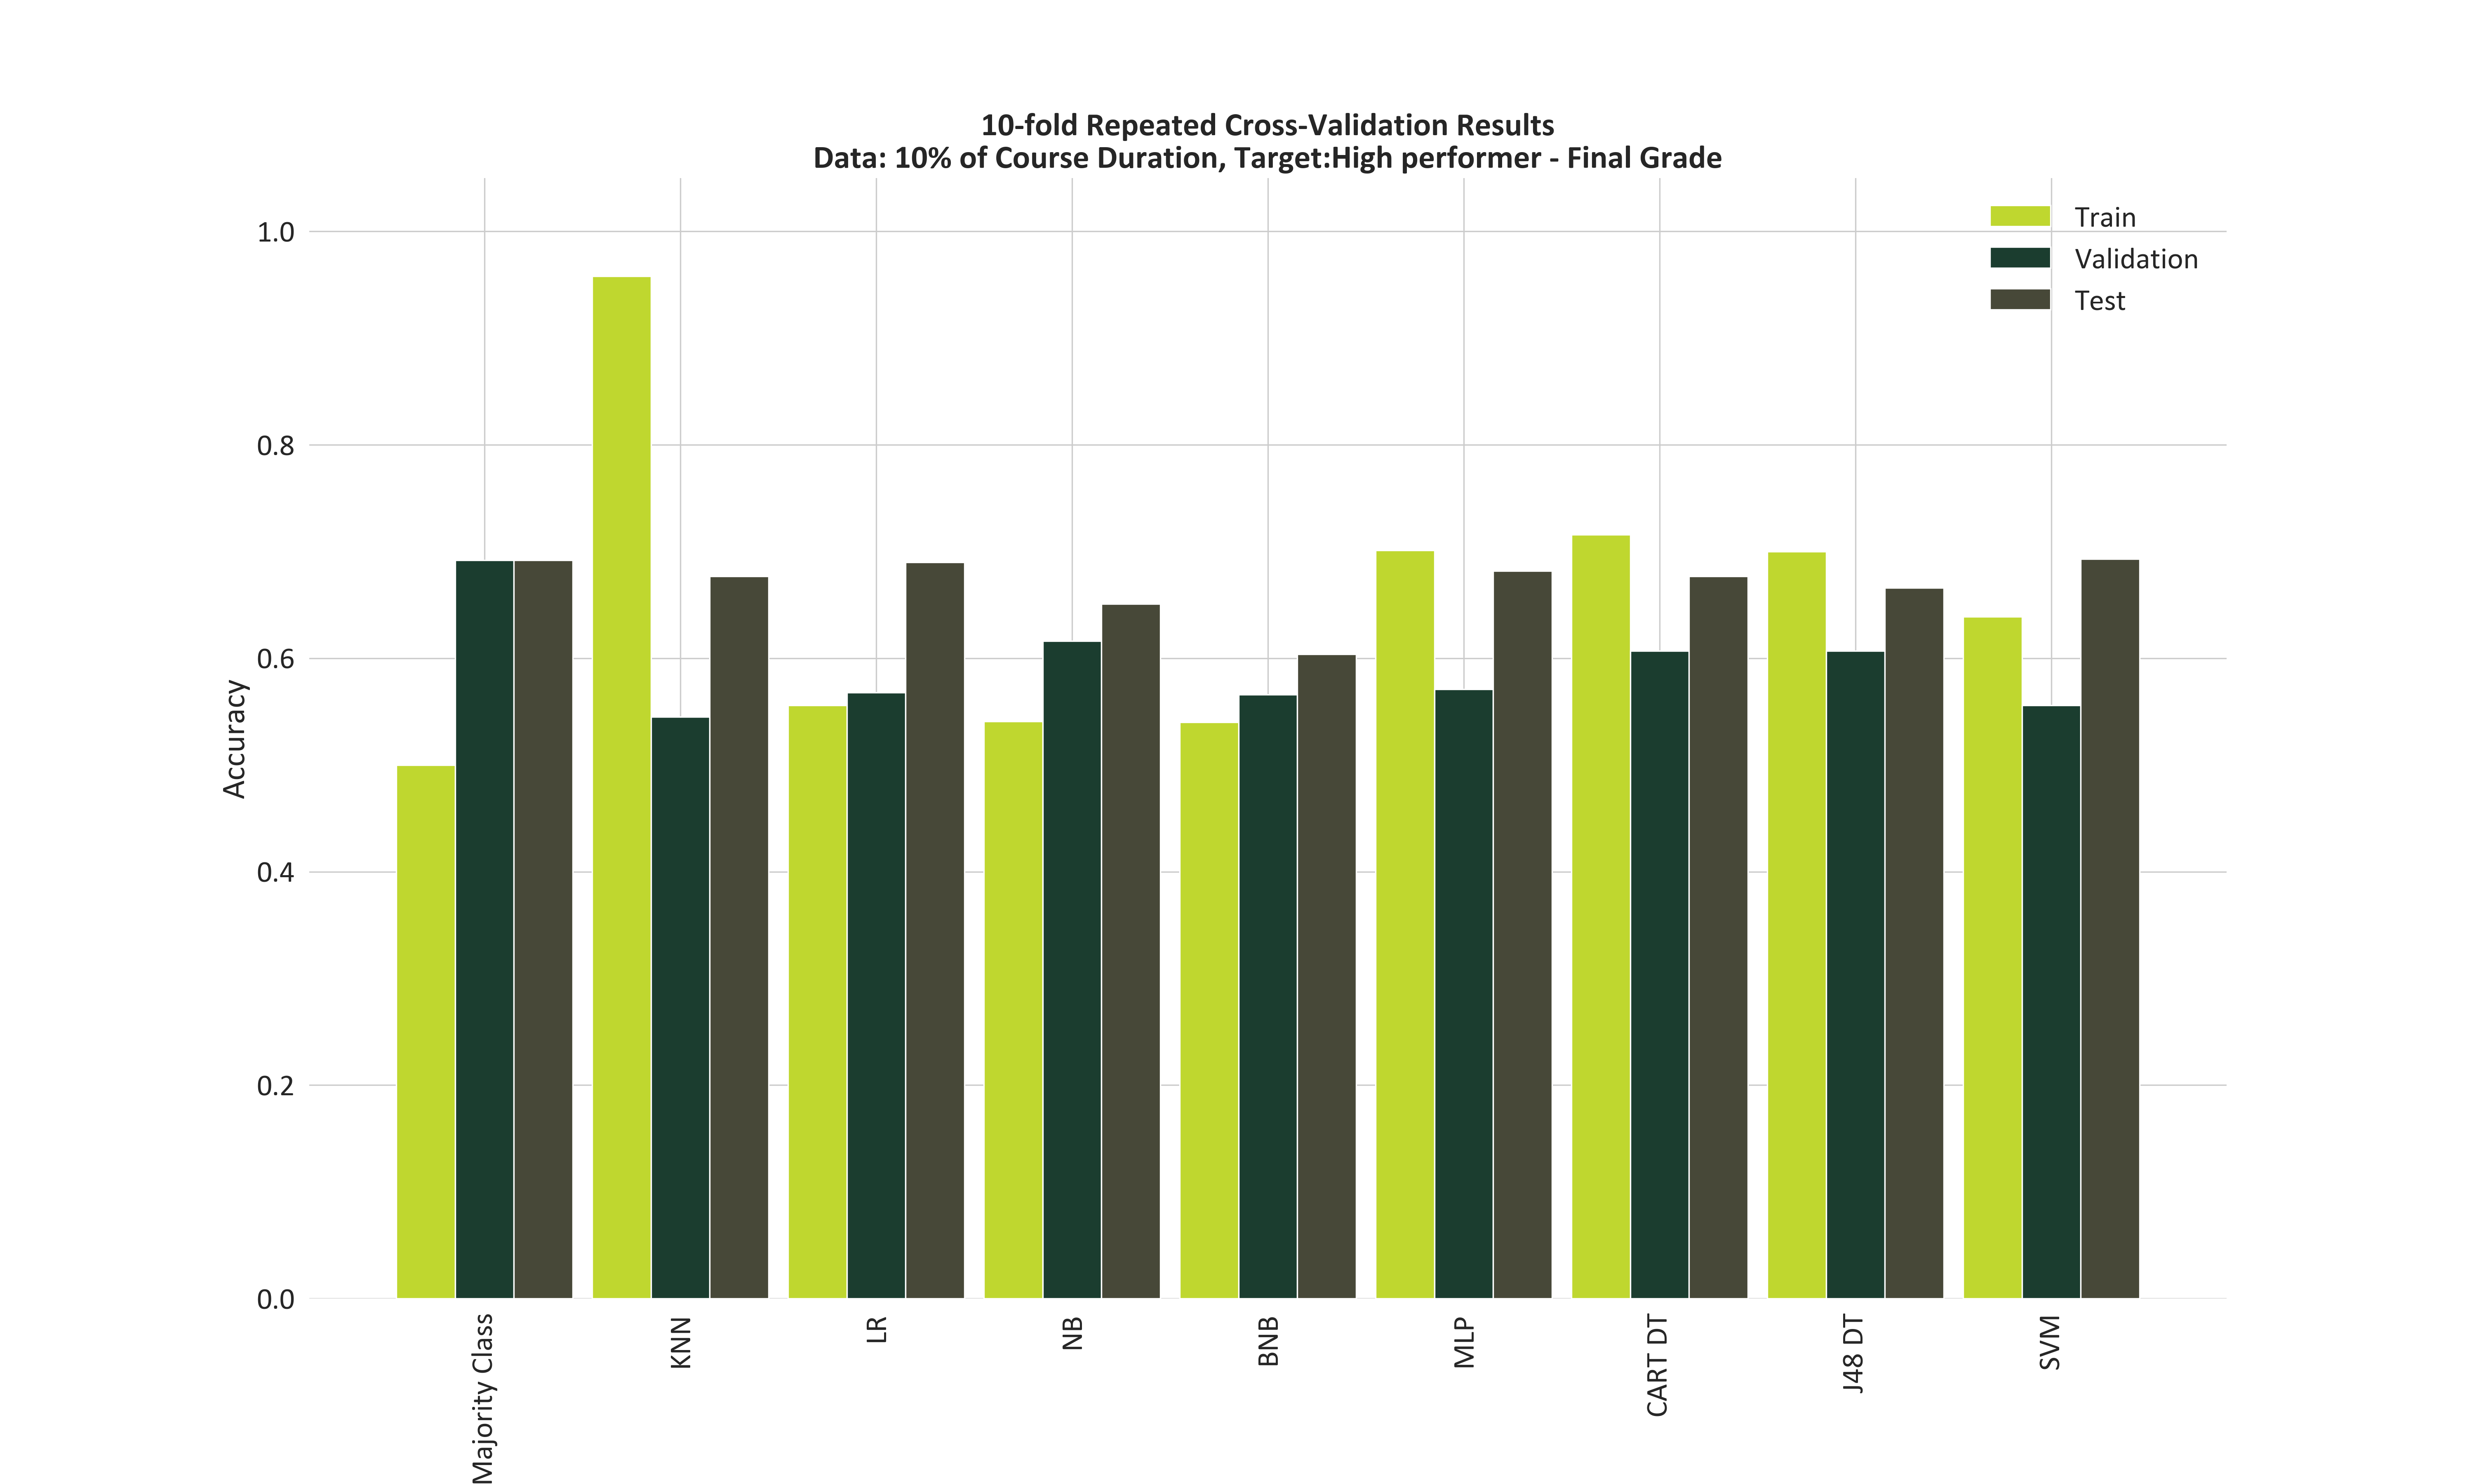 10-fold Repeated Cross-Validation Results
Data: 10% of Course Duration, Target:High performer - Final Grade
Train
Validation
Test
Accuracy
1.0
0.8
0.6
0.4
0.2
0.0
Majority Class
KNN
LR
NB
BNB
MLP
CART DT
J48 DT
SVM